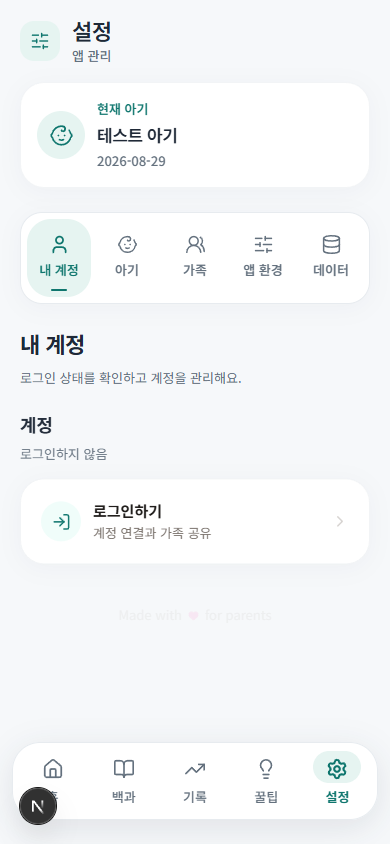 설정
앱 관리
현재 아기
테스트 아기
2026-08-29
내 계정
아기
가족
앱 환경
데이터
내 계정
로그인 상태를 확인하고 계정을 관리해요.
계정
로그인하지 않음
로그인하기
계정 연결과 가족 공유
Made with for parents
백과
기록
꿀팁
설정
N